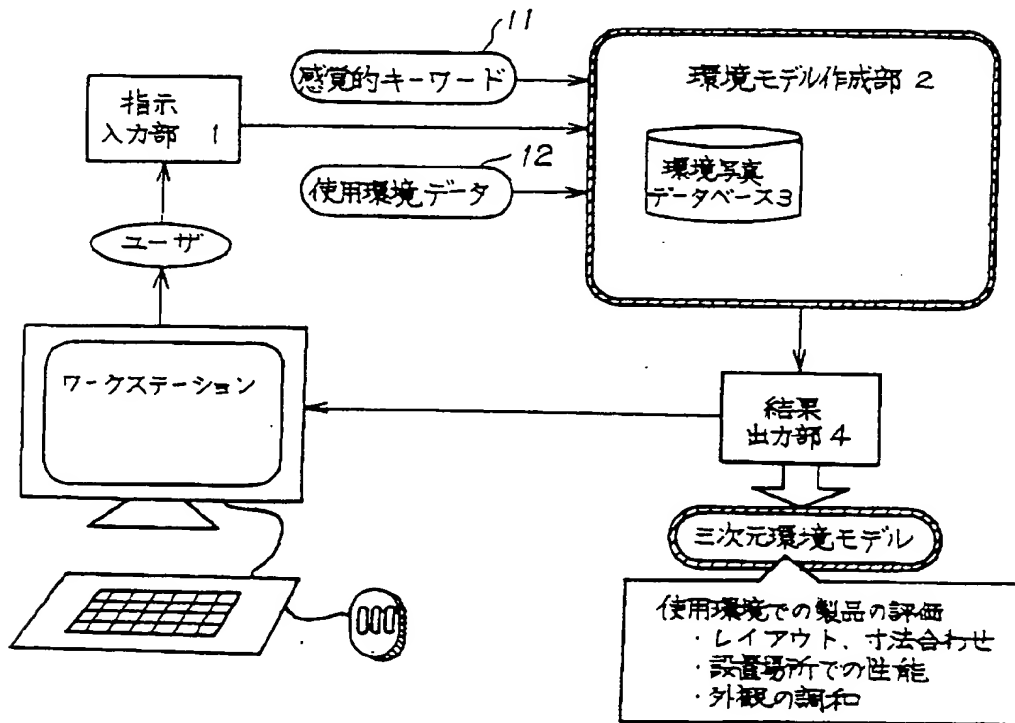 11
感覚的キーワード
環境モデル作成部 2
指示
入力部 1
12
使用環境データ
環境写真
データベース3
ユーザ
ワークステーション
結果
出力部 4
三次元環境モデル
使用環境での製品の評価
・レイアウト、寸法合わせ
・設置場所での性能
・外観の調和